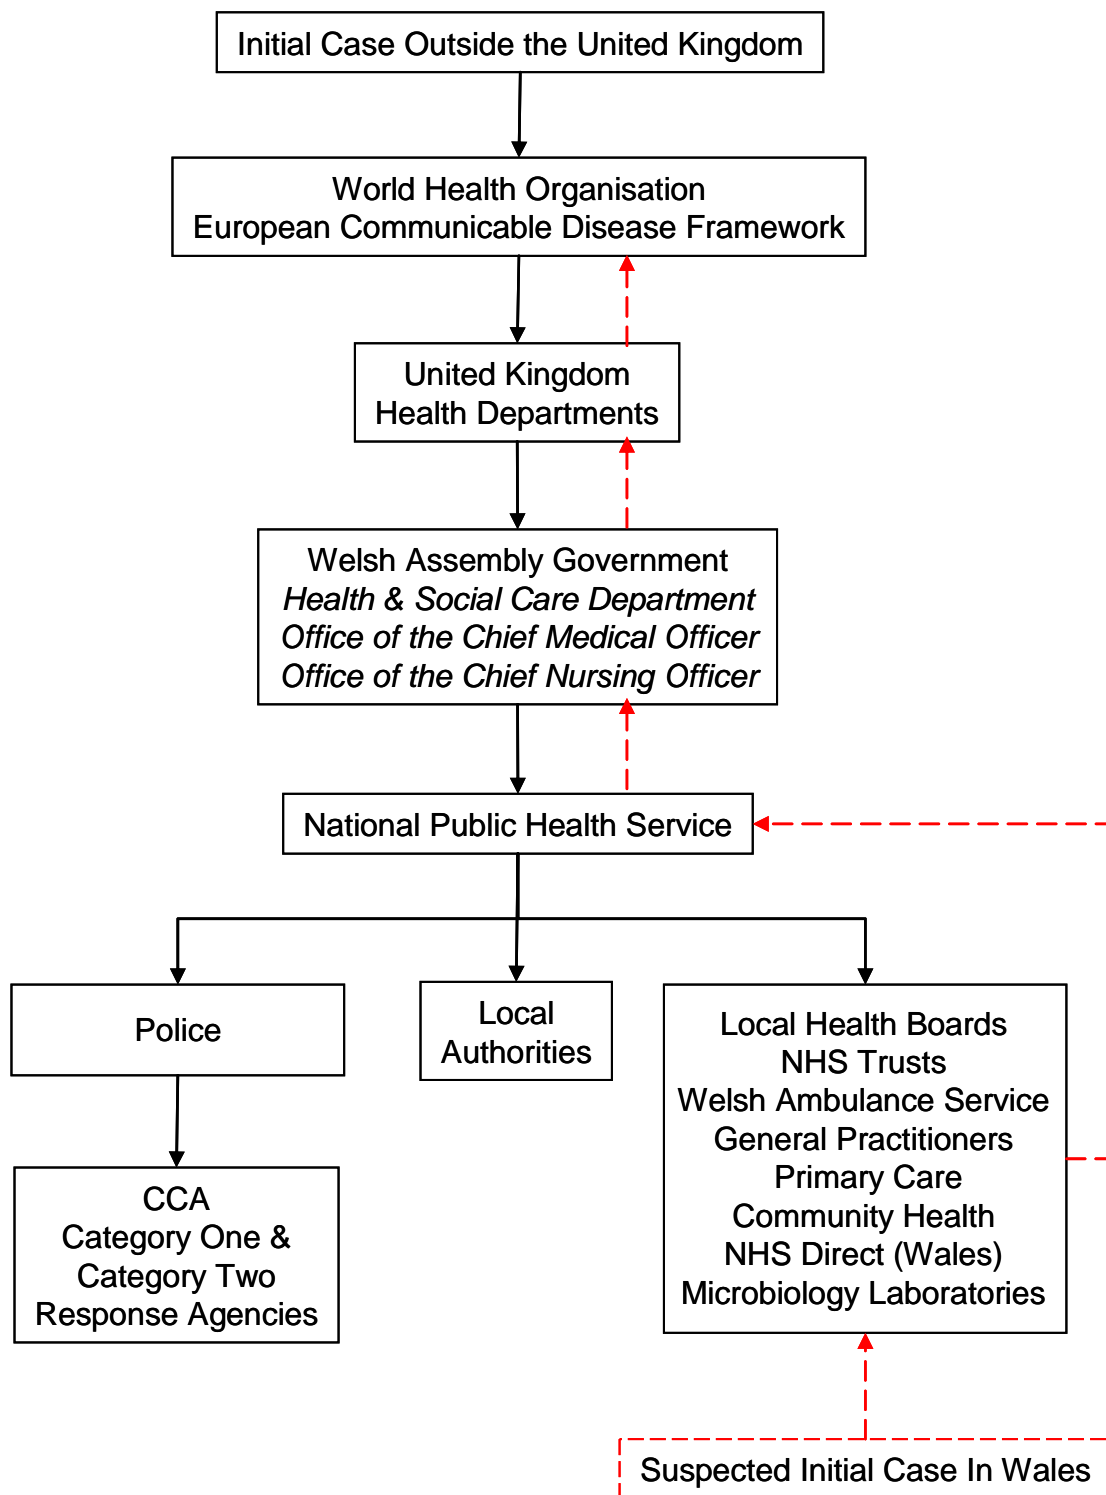 Initial Case Outside the United Kingdom
World Health Organisation
European Communicable Disease Framework
United Kingdom
Health Departments
Welsh Assembly Government
Health & Social Care Department
Office of the Chief Medical Officer
Office of the Chief Nursing Officer
National Public Health Service
Police
Local
Authorities
Local Health Boards
NHS Trusts
Welsh Ambulance Service
General Practitioners
Primary Care
Community Health
NHS Direct (Wales)
Microbiology Laboratories
CCA
Category One &
Category Two
Response Agencies
Suspected Initial Case In Wales